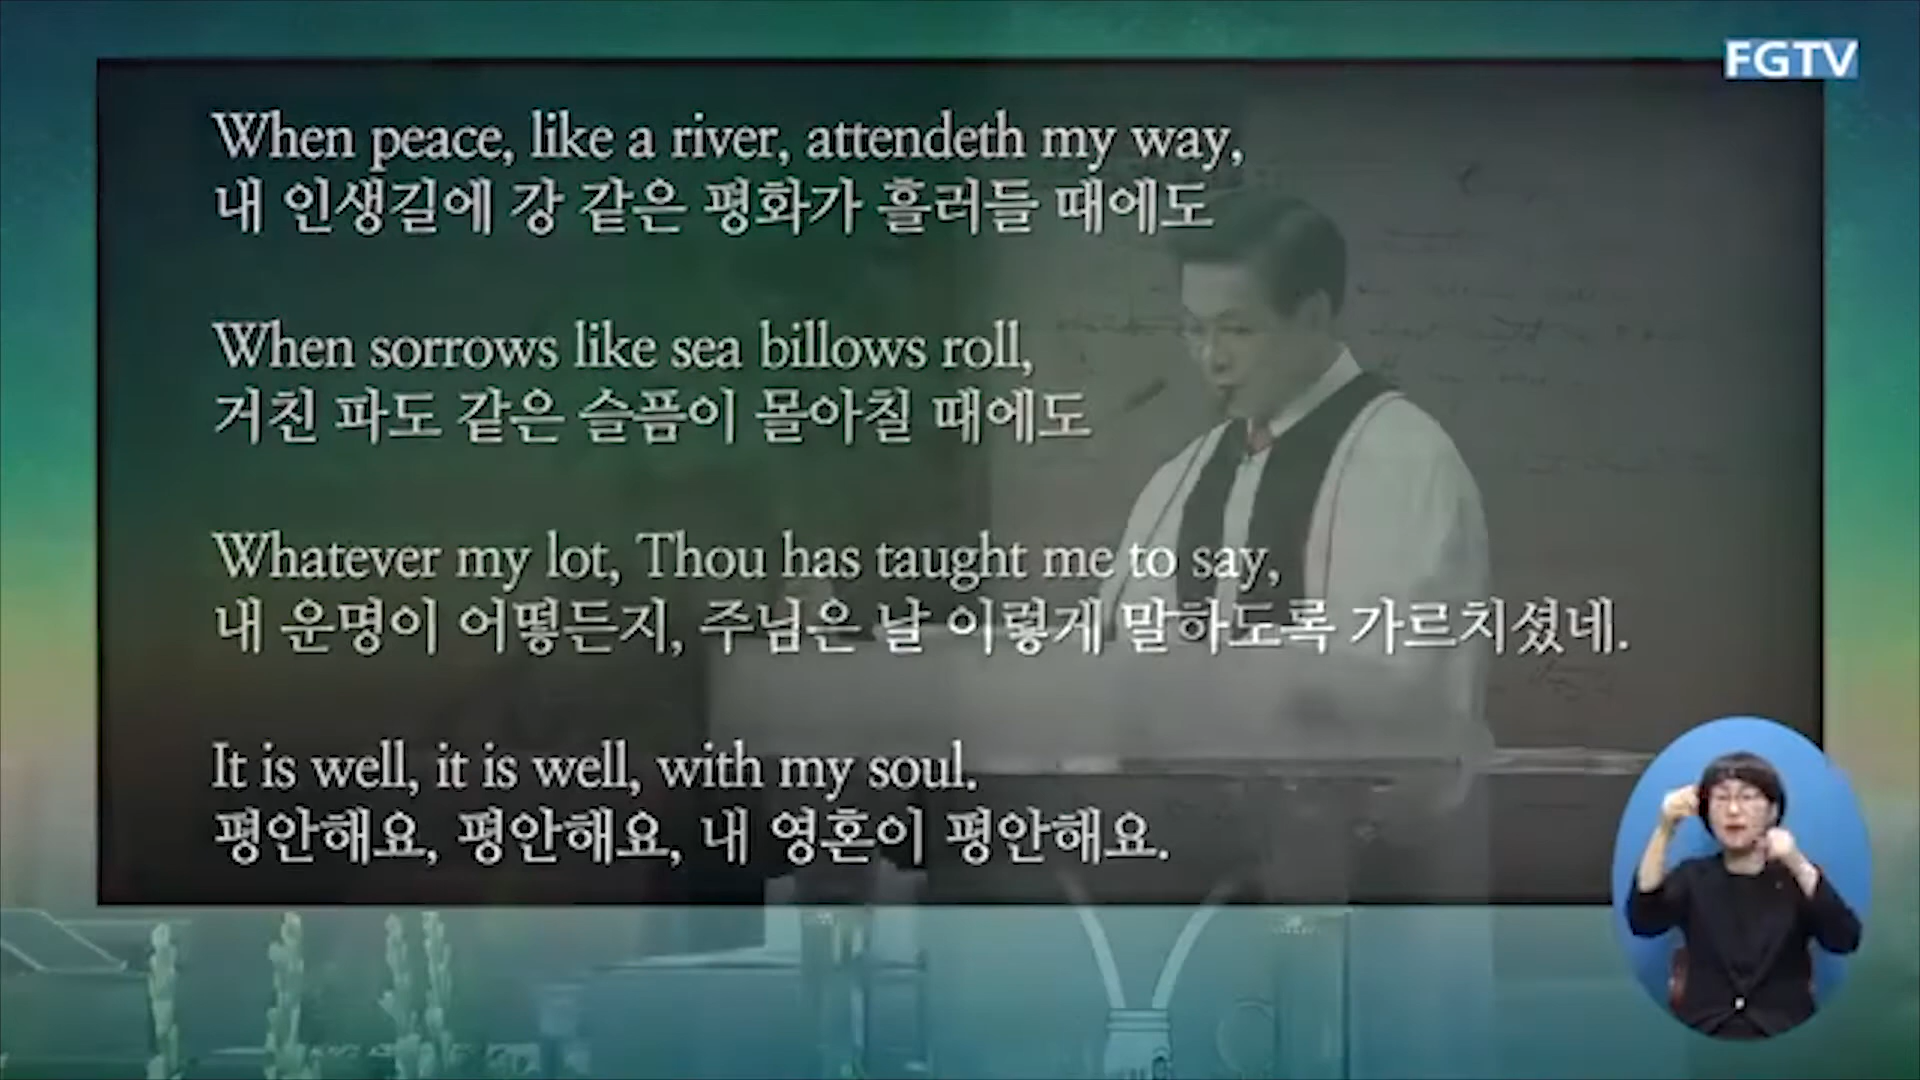 FGTV
When peace, like a river, attendeth my way,
내 인생길에 강 같은 평화가 흘러들 때에도
When sorrows like sea billows roll,
거친 파도 같은 슬픔이 몰아칠 때에도
Whatever my lot, Thou has taught me to say,
내 운명이 어떻든지, 주님은 날 이렇게 말하도록 가르치셨네.
It is well, it is well, with my soul.
평안해요, 평안해요, 내 영혼이 평안해요.